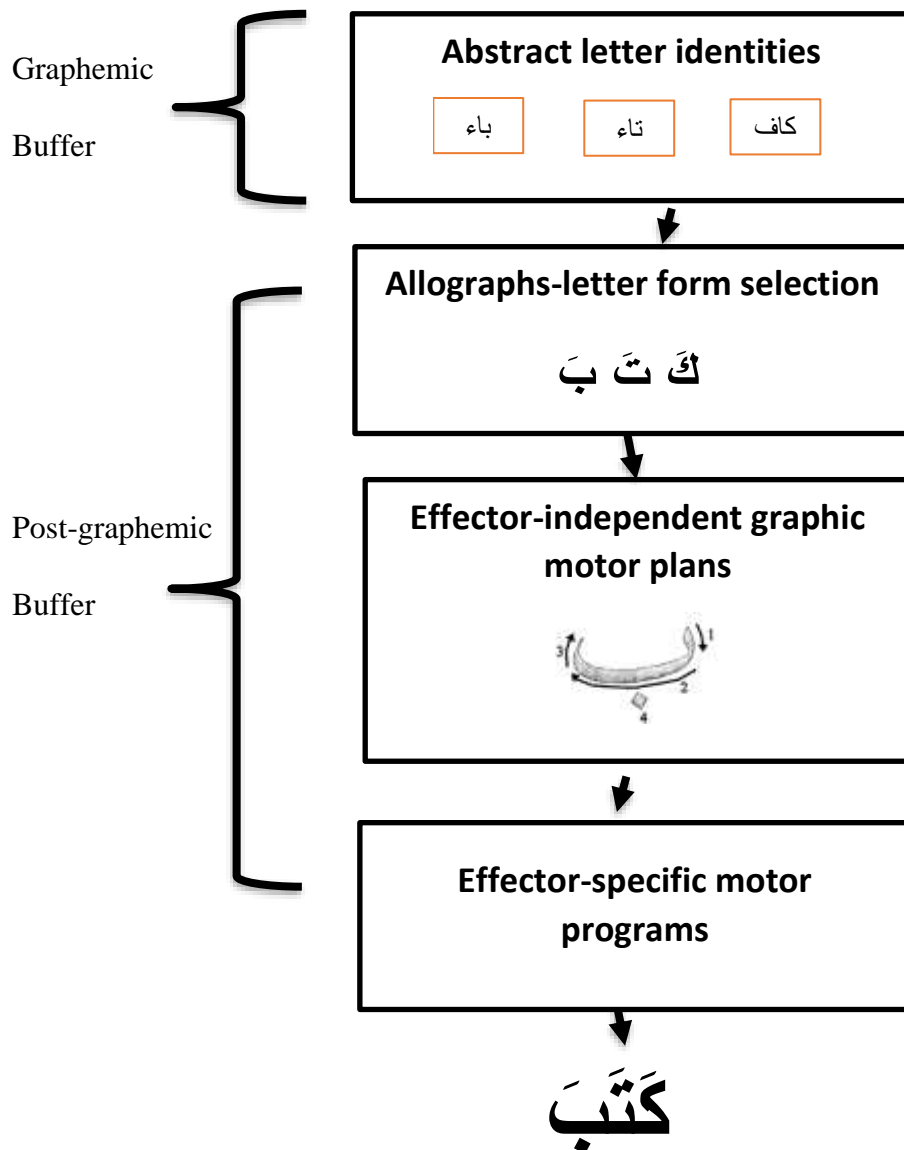 Graphemic
Buffer
Abstract letter identities
كاف تاء باء
Allographs-letter form selection
كَ تَ بَ
Post-graphemic
Buffer
Effector-independent graphic
motor plans
1
2
3
4
Effector-specific motor
programs
كَتَبَ